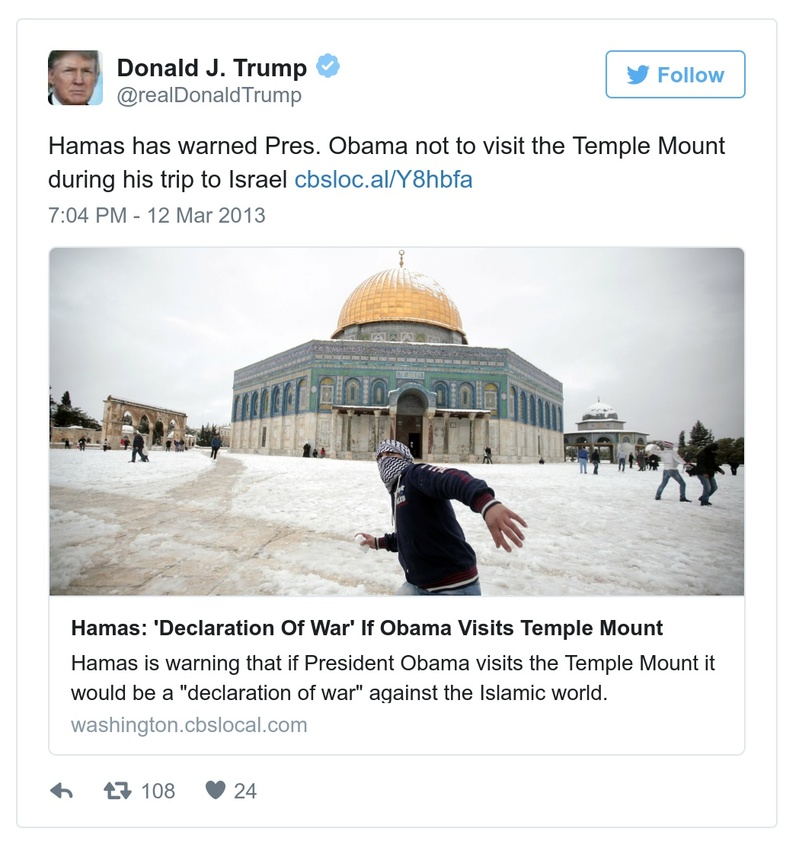 Donald J. Trump
@realDonaldTrump
Follow
Hamas has warned Pres. Obama not to visit the Temple Mount
during his trip to Israel cbsloc.al/Y8hbfa
7:04 PM - 12 Mar 2013
Hamas: 'Declaration Of War' If Obama Visits Temple Mount
Hamas is warning that if President Obama visits the Temple Mount it
would be a "declaration of war" against the Islamic world.
washington.cbslocal.com
108
24